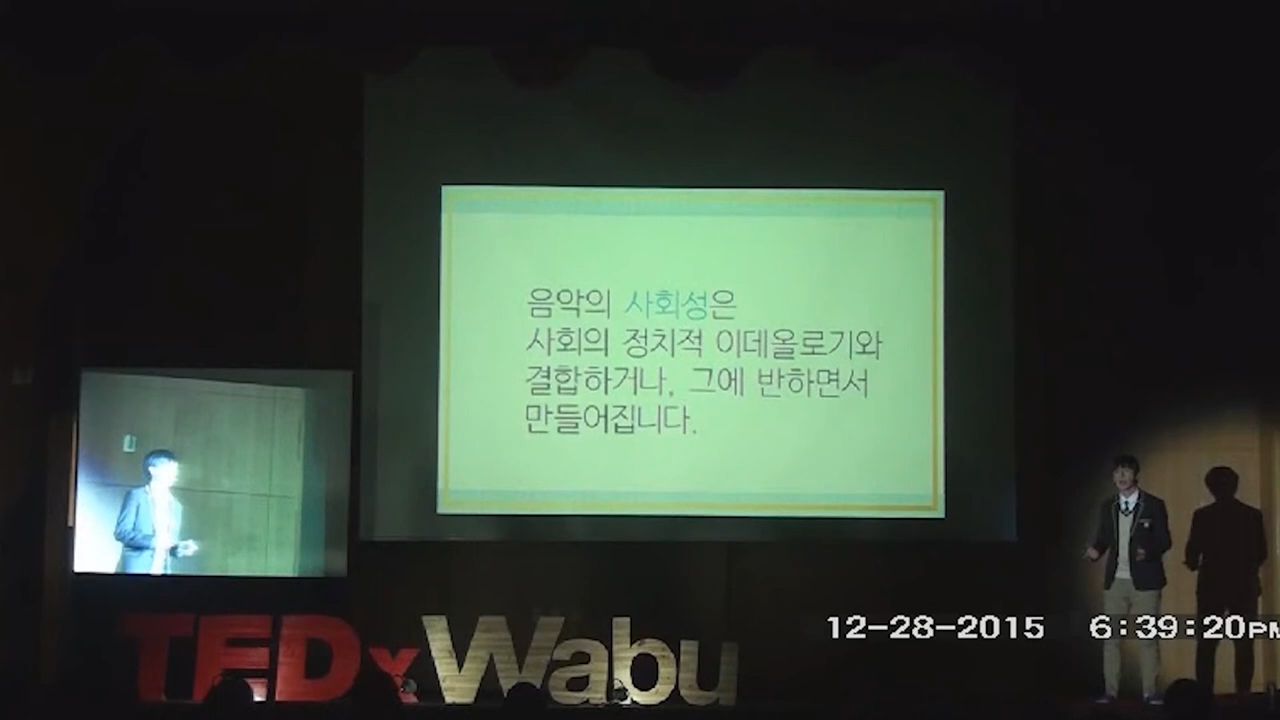 음악의 사회성은
사회의 정치적 이데올로기와
결합하거나, 그에 반하면서
만들어집니다.
TEDxWabu
12-28-2015 6:39:20PM